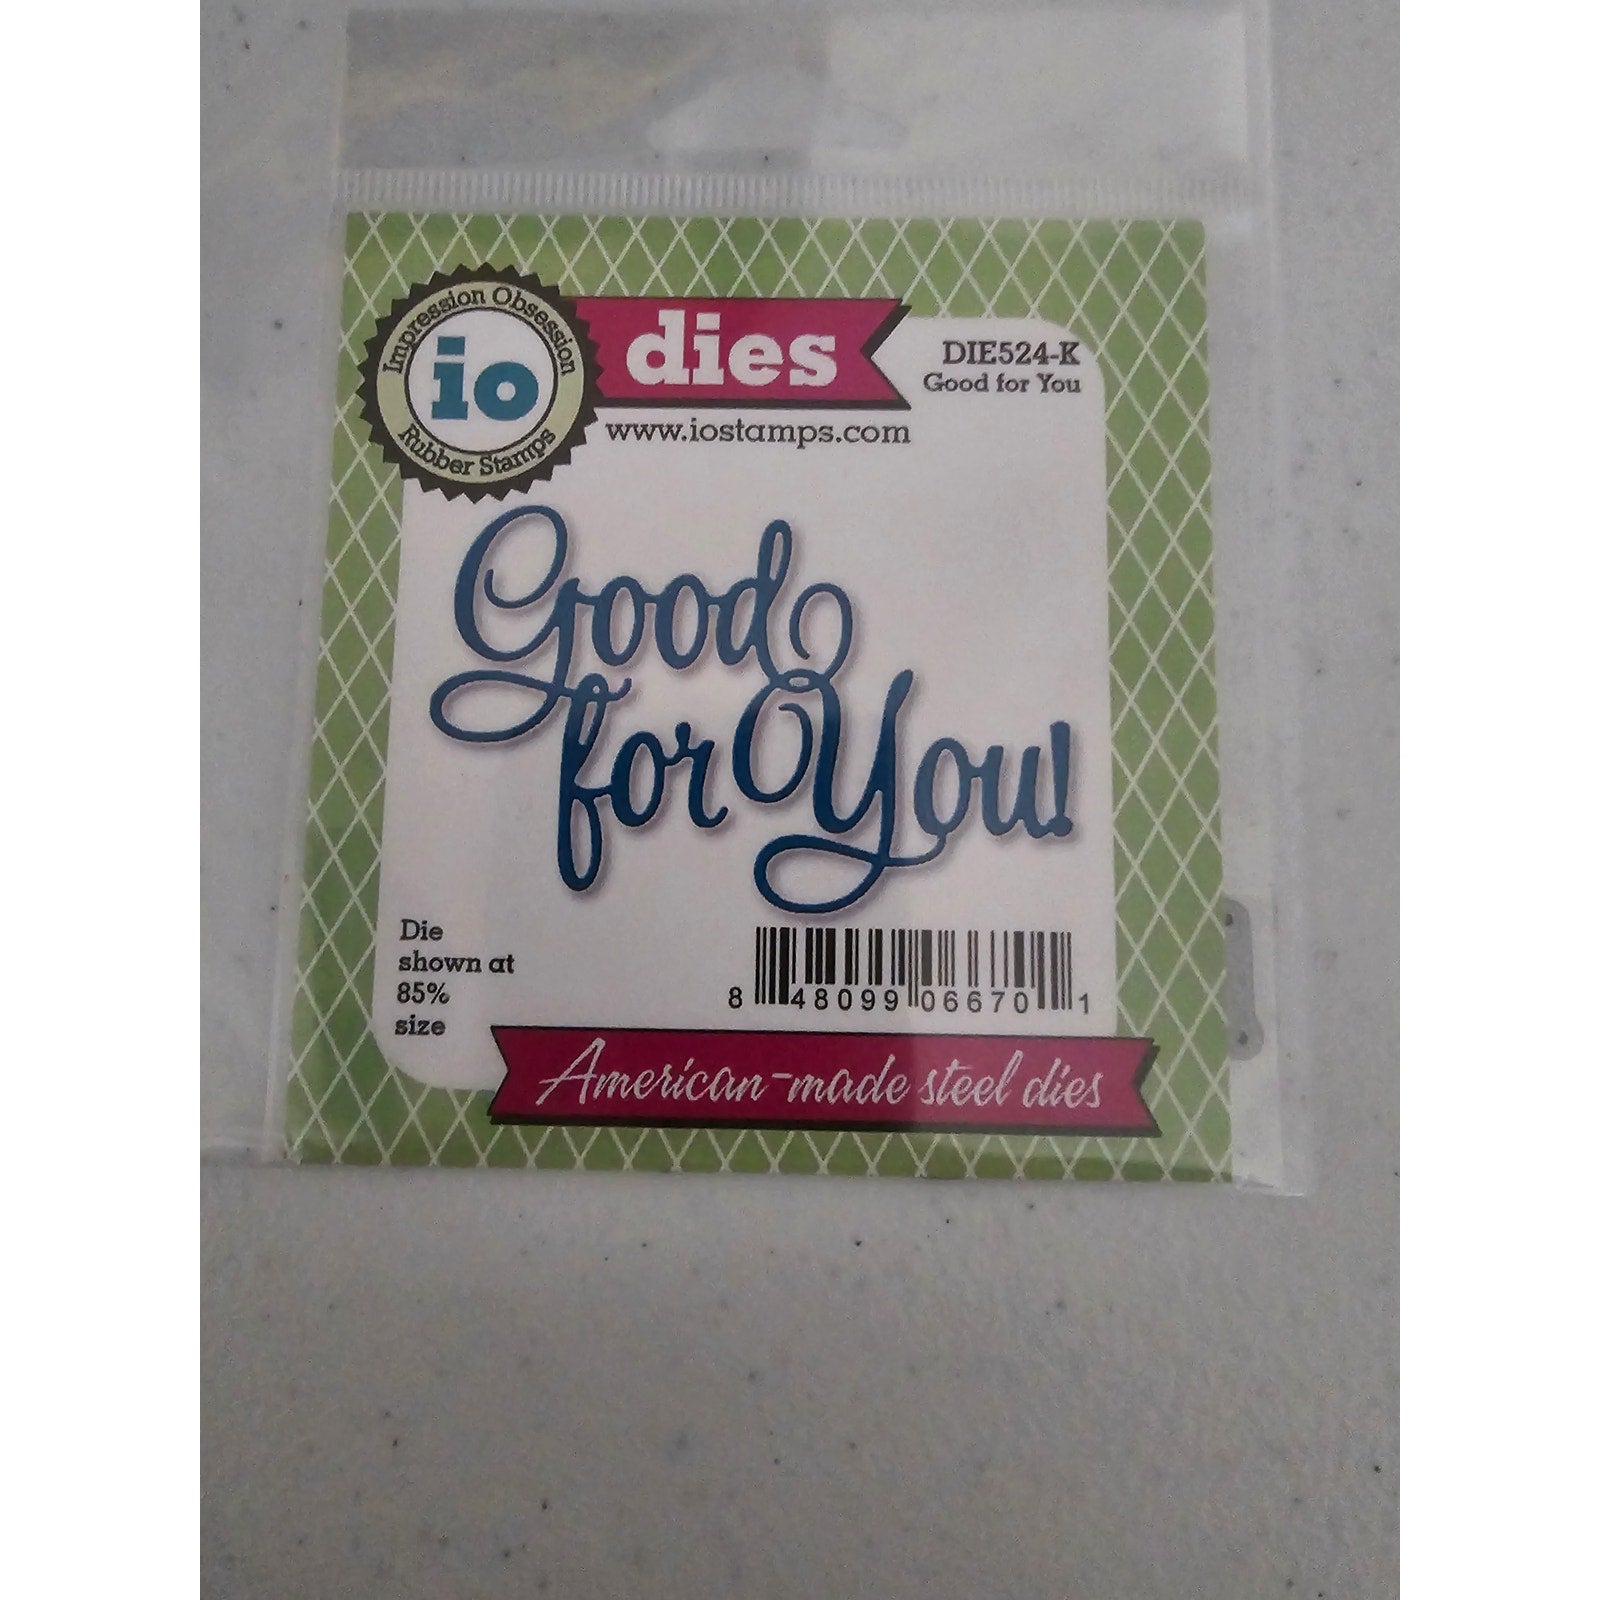 Impression Obsession
io
Rubber Stamps
dies
www.iostamps.com
DIE524-K
Good for You
Good
for You!
Die
shown at
85%
size
8 48099 06670 1
American-made steel dies